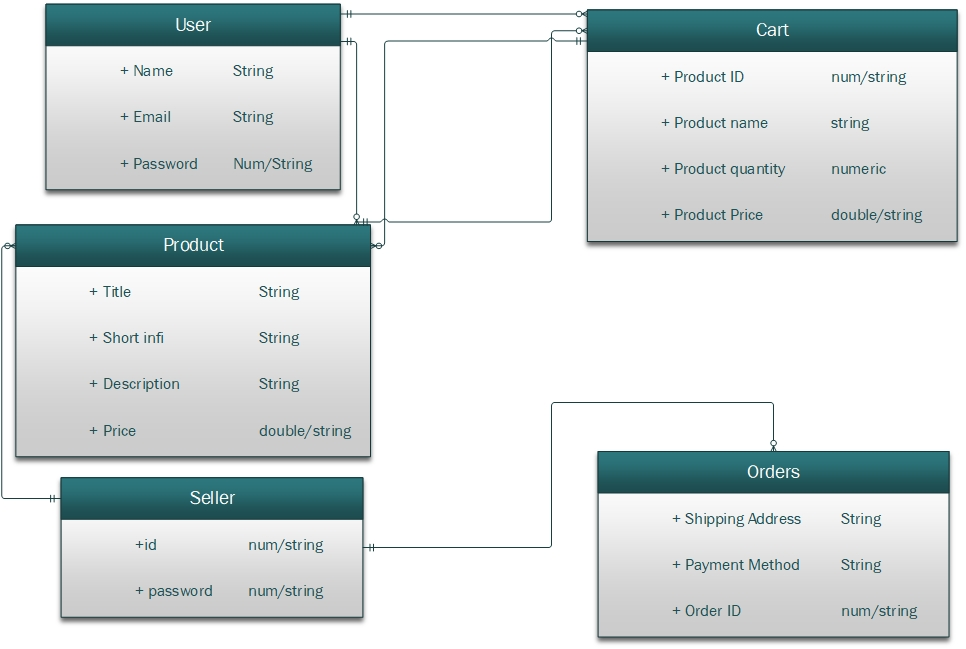 User
+ Name String
+ Email String
+ Password Num/String
Cart
+ Product ID num/string
+ Product name string
+ Product quantity numeric
+ Product Price double/string
Product
+ Title String
+ Short infi String
+ Description String
+ Price double/string
Seller
+id num/string
+ password num/string
Orders
+ Shipping Address String
+ Payment Method String
+ Order ID num/string